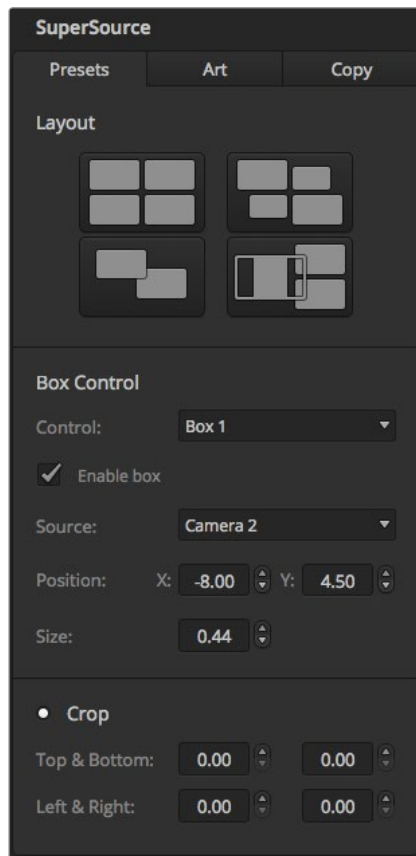 SuperSource
Presets Art Copy
Layout
Box Control
Control: Box 1
Enable box
Source: Camera 2
Position: X: -8.00 Y: 4.50
Size: 0.44
Crop
Top & Bottom: 0.00 0.00
Left & Right: 0.00 0.00